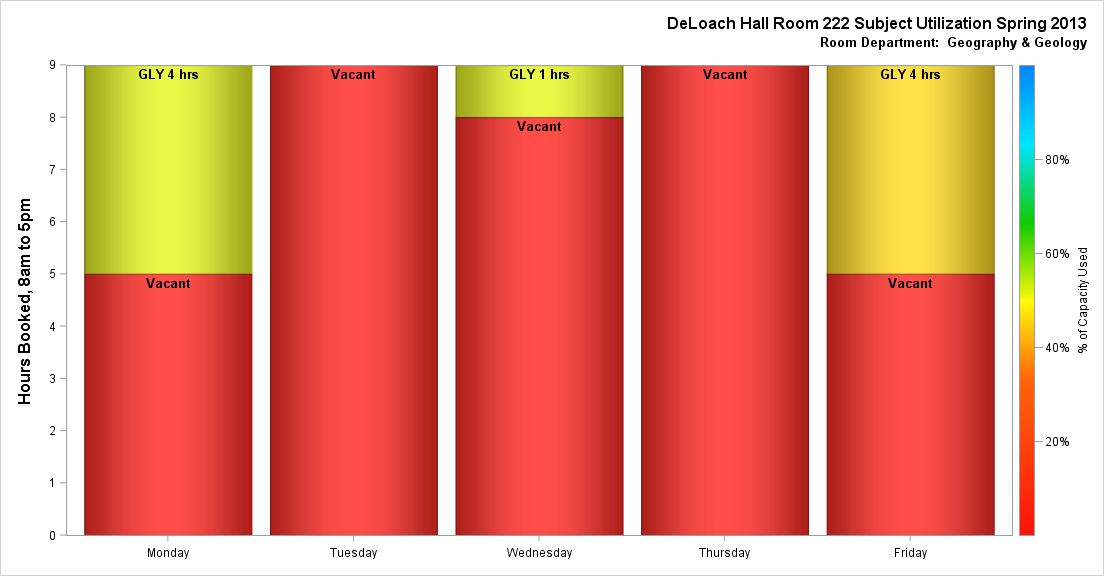 DeLoach Hall Room 222 Subject Utilization Spring 2013
Room Department: Geography & Geology
Hours Booked, 8am to 5pm
9
8
7
6
5
4
3
2
1
0
GLY 4 hrs
Vacant
Vacant
GLY 1 hrs
Vacant
Vacant
GLY 4 hrs
Vacant
Monday
Tuesday
Wednesday
Thursday
Friday
80%
60%
40%
20%
% of Capacity Used